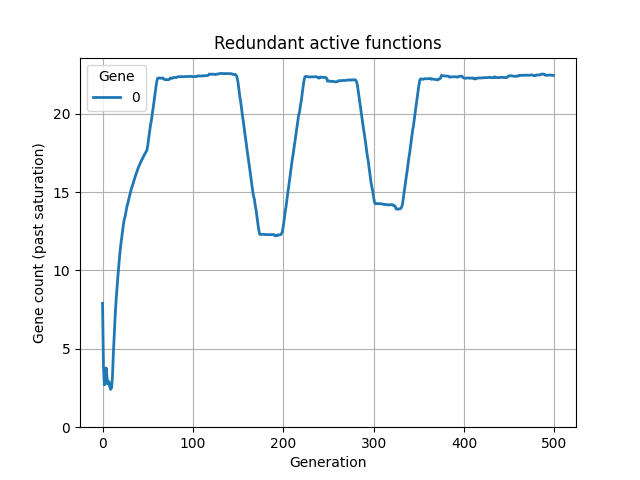 Redundant active functions
Gene
0
Gene count (past saturation)
20
15
10
5
0
0 100 200 300 400 500
Generation